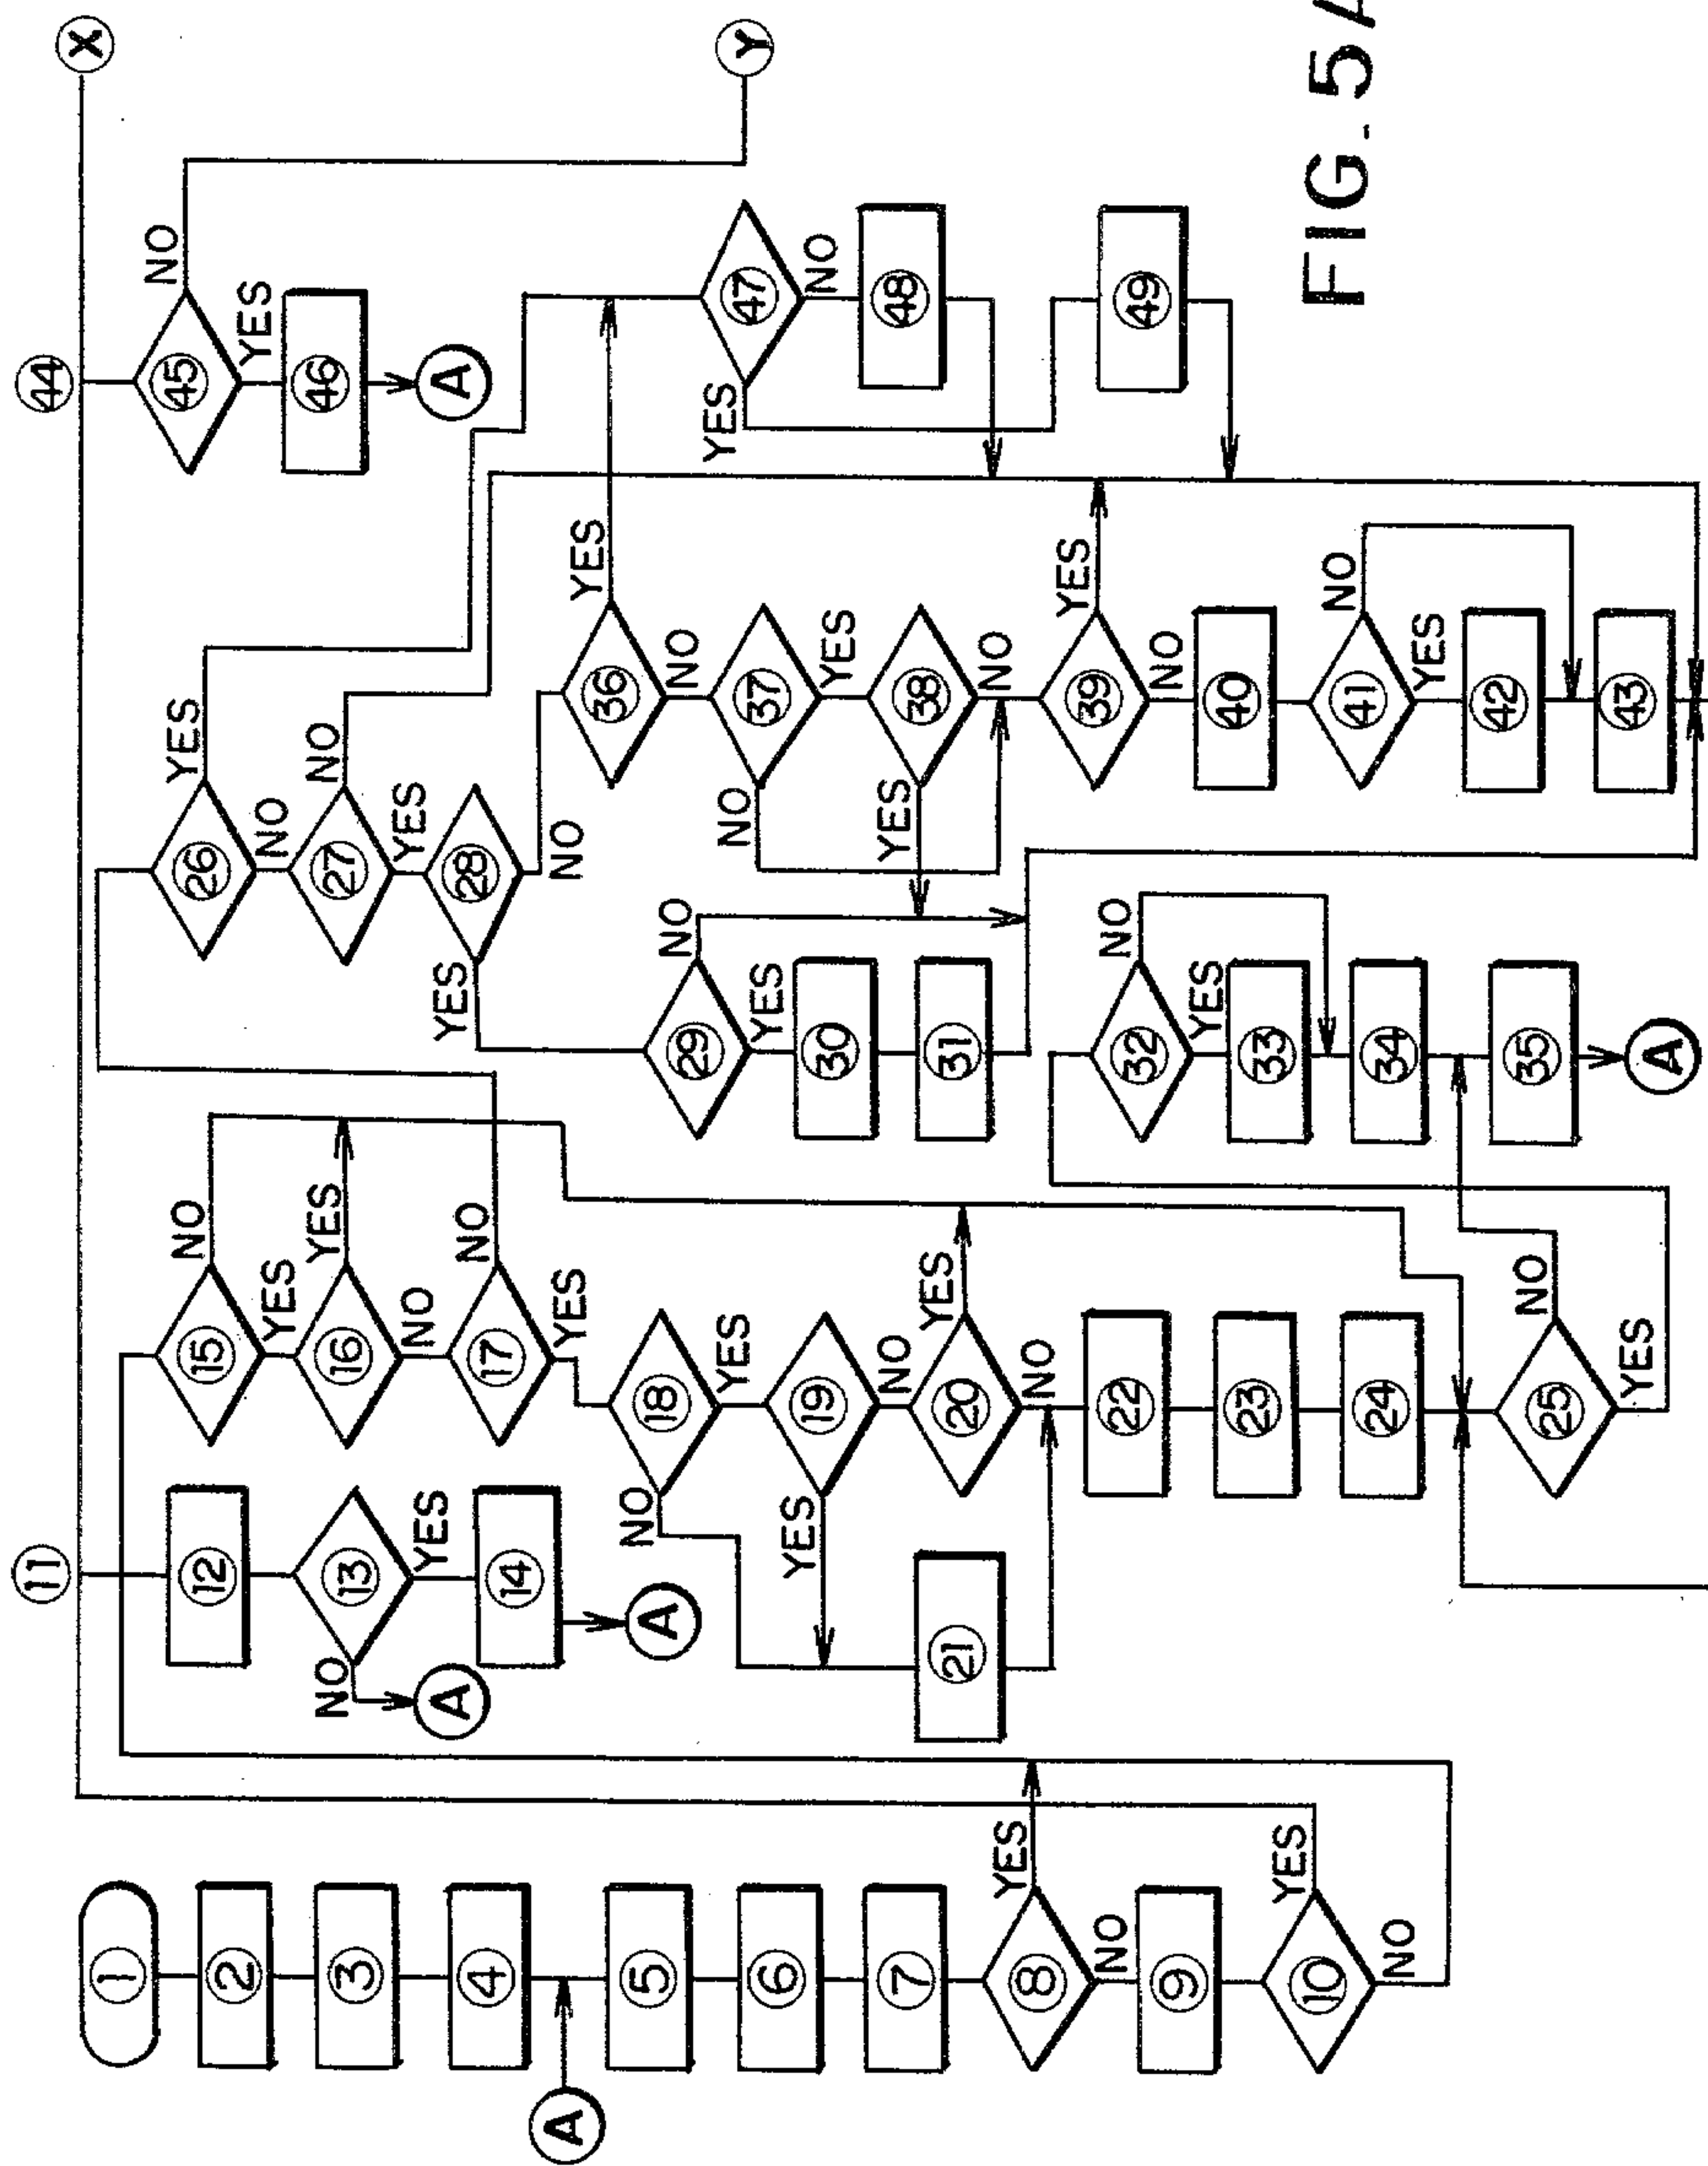 1
2
3
4
A
5
6
7
8
YES
NO
9
10
YES
NO
11
12
13
NO
YES
A
14
A
15
NO
YES
16
YES
NO
17
NO
YES
18
NO
YES
19
YES
NO
20
YES
NO
21
22
23
24
25
NO
YES
26
YES
NO
27
NO
YES
28
YES
NO
29
NO
YES
30
31
32
NO
YES
33
34
35
A
36
YES
NO
37
NO
YES
38
YES
NO
39
YES
NO
40
41
NO
YES
42
43
44
45
NO
YES
46
A
47
YES
NO
48
49
X
Y
FIG. 5A